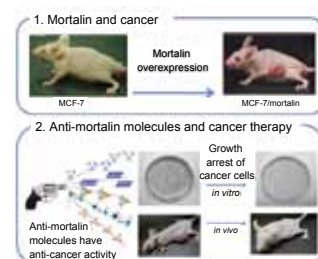 1. Mortalin and cancer
Mortalin
overexpression
MCF-7
MCF-7/mortalin
2. Anti-mortalin molecules and cancer therapy
Growth
arrest of
cancer cells
in vitro
in vivo
Anti-mortalin
molecules have
anti-cancer activity